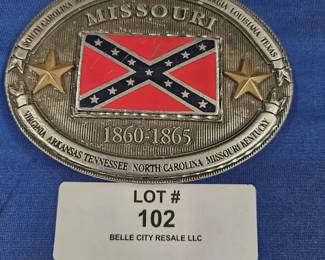 SOUTH CAROLINA
GEORGIA LOUISIANA TEXAS
MISSOURI
1860-1865
VIRGINIA ARKANSAS TENNESSEE NORTH CAROLINA MISSOURI KENTUCKY
LOT #
102
BELLE CITY RESALE LLC